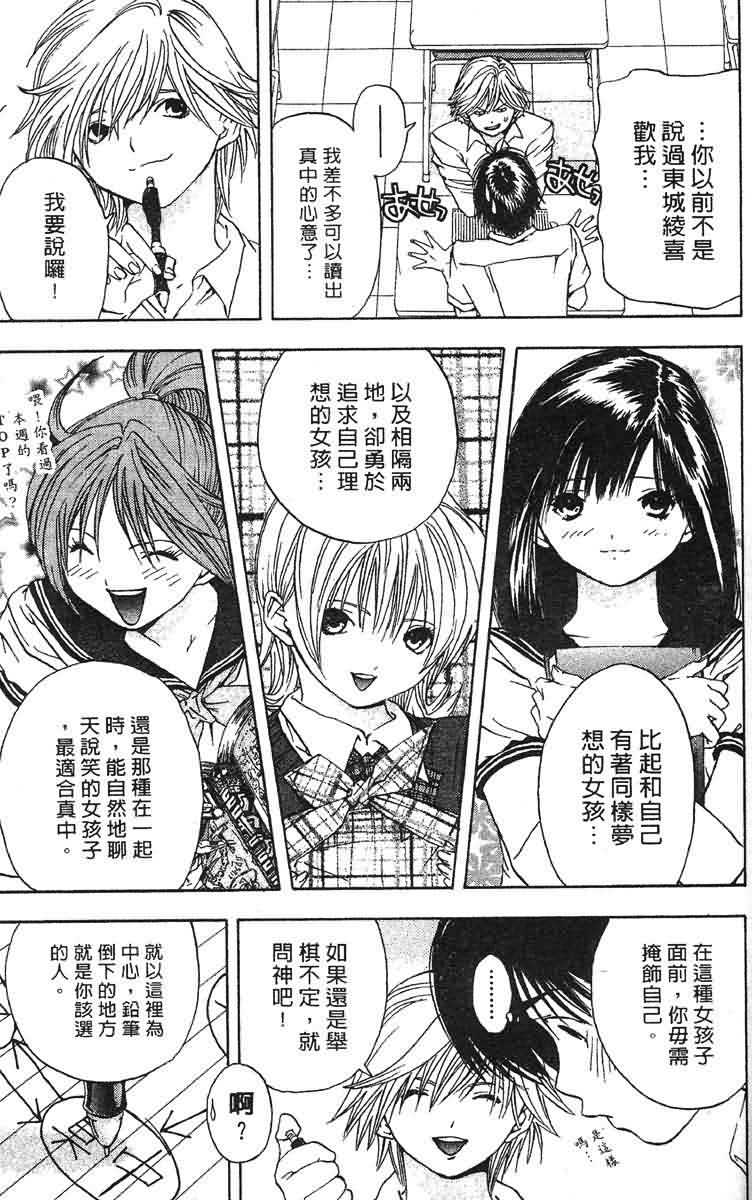 …你以前不是
說過東城綾喜
歡我…
あせっ
あせっ
我差不多可以讀出
真中的心意了…
我要說囉！
比起和自己
有著同樣夢
想的女孩…
以及相隔兩
地，卻勇於
追求自己理
想的女孩…
喂！你看過
本週的
TOP了嗎？
還是那種在一起
時，能自然地聊
天說笑的女孩子
，最適合真中。
在這種女孩子
面前，你毋需
掩飾自己。
……
是這樣
嗎…
如果還是舉
棋不定，就
問神吧！
啊？
就以這裡為
中心，鉛筆
倒下的地方
就是你該選
的人。
神
中